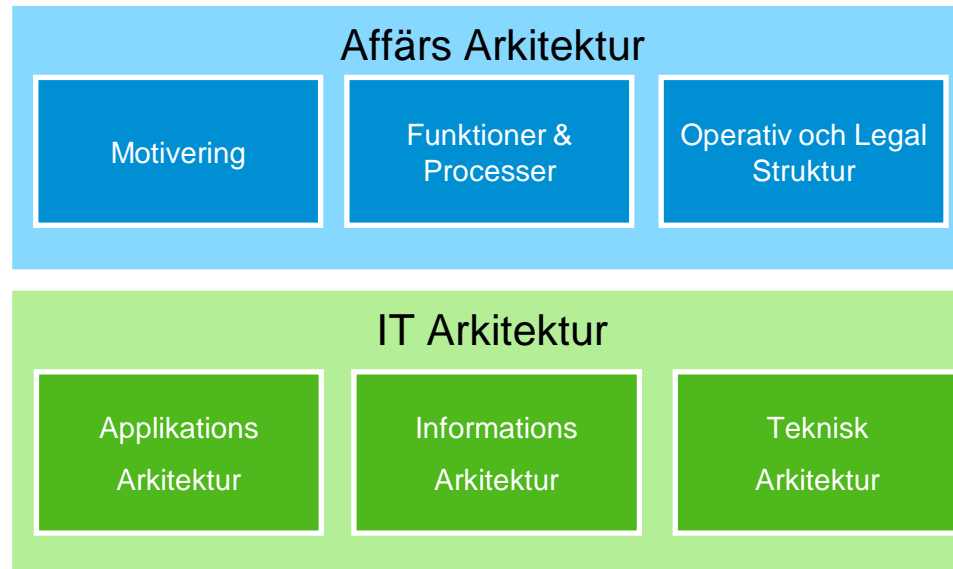 Affärs Arkitektur
Motivering
Funktioner &
Processer
Operativ och Legal
Struktur
IT Arkitektur
Applikations
Arkitektur
Informations
Arkitektur
Teknisk
Arkitektur